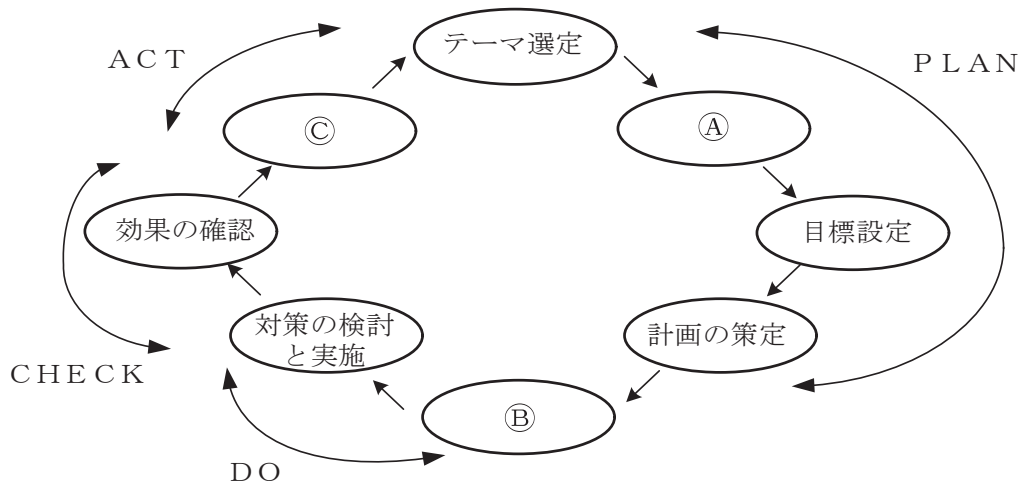 テーマ選定
ＡＣＴ
ＰＬＡＮ
Ⓒ
Ⓐ
効果の確認
目標設定
対策の検討
と実施
計画の策定
ＣＨＥＣＫ
Ⓑ
ＤＯ